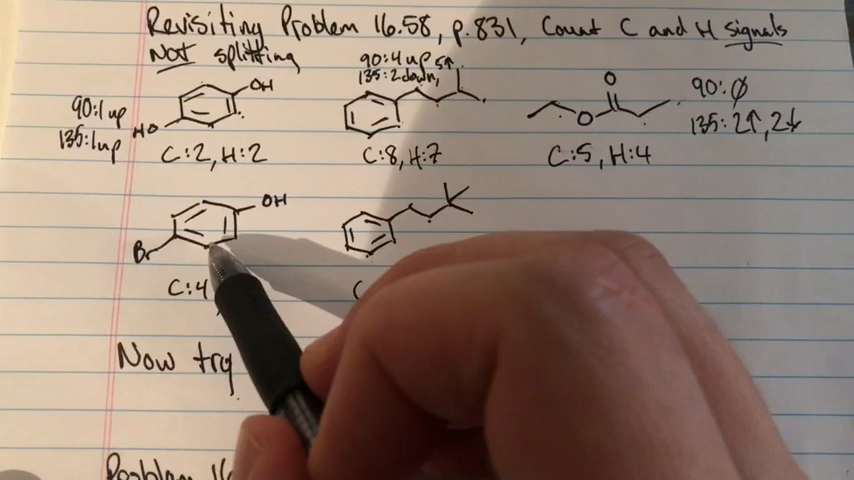 Revisiting Problem 16.58, p.831, Count C and H signals
Not splitting
90:4 up 5↑
135:2 down,
OH
90:1 up
135:1 up
HO
O
O
90:∅
135: 2↑, 2↓
C:2, H:2
C:8, H:7
C:5, H:4
OH
Br
C:4
Now try
Problem 16